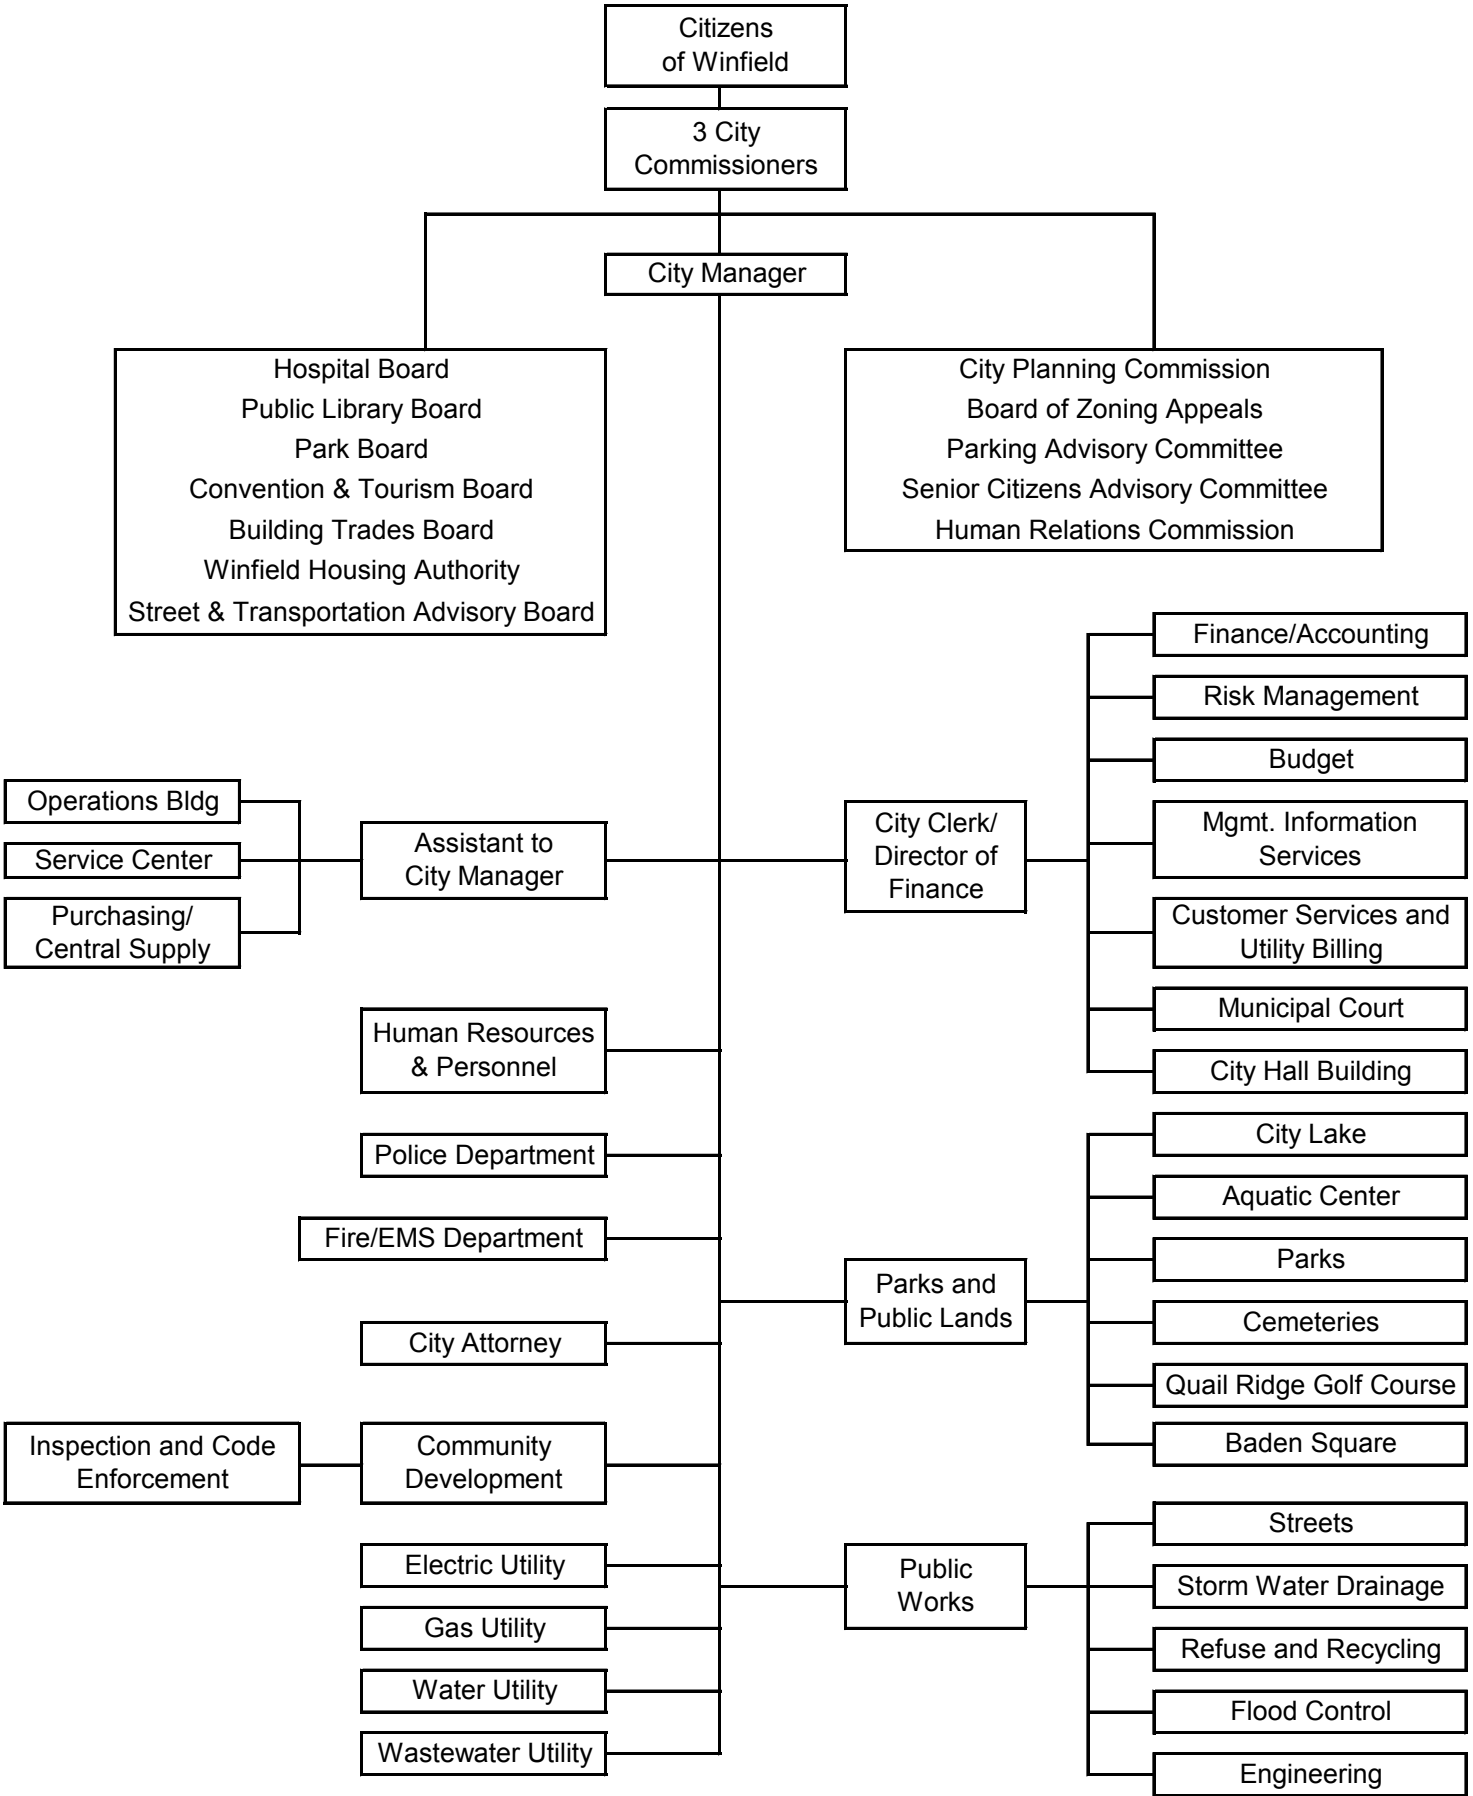 Citizens
of Winfield
3 City
Commissioners
City Manager
Hospital Board
Public Library Board
Park Board
Convention & Tourism Board
Building Trades Board
Winfield Housing Authority
Street & Transportation Advisory Board
City Planning Commission
Board of Zoning Appeals
Parking Advisory Committee
Senior Citizens Advisory Committee
Human Relations Commission
Operations Bldg
Service Center
Purchasing/
Central Supply
Assistant to
City Manager
City Clerk/
Director of
Finance
Finance/Accounting
Risk Management
Budget
Mgmt. Information
Services
Customer Services and
Utility Billing
Municipal Court
City Hall Building
Human Resources
& Personnel
Police Department
Fire/EMS Department
City Attorney
Parks and
Public Lands
City Lake
Aquatic Center
Parks
Cemeteries
Quail Ridge Golf Course
Baden Square
Inspection and Code
Enforcement
Community
Development
Electric Utility
Gas Utility
Water Utility
Wastewater Utility
Public
Works
Streets
Storm Water Drainage
Refuse and Recycling
Flood Control
Engineering